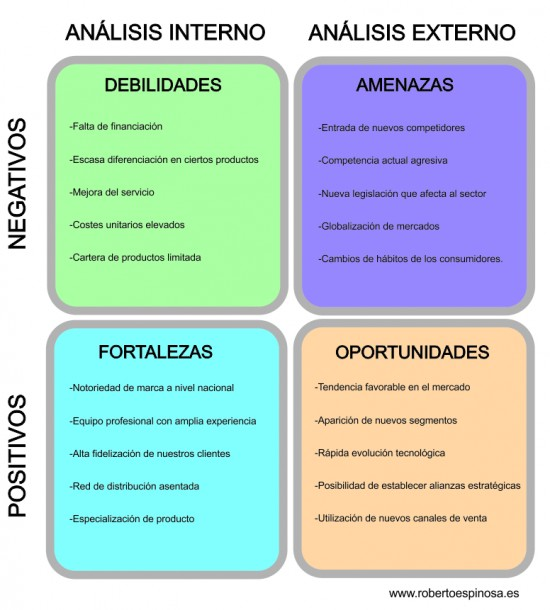 ANÁLISIS INTERNO
ANÁLISIS EXTERNO
NEGATIVOS
DEBILIDADES
-Falta de financiación
-Escasa diferenciación en ciertos productos
-Mejora del servicio
-Costes unitarios elevados
-Cartera de productos limitada
AMENAZAS
-Entrada de nuevos competidores
-Competencia actual agresiva
-Nueva legislación que afecta al sector
-Globalización de mercados
-Cambios de hábitos de los consumidores.
POSITIVOS
FORTALEZAS
-Notoriedad de marca a nivel nacional
-Equipo profesional con amplia experiencia
-Alta fidelización de nuestros clientes
-Red de distribución asentada
-Especialización de producto
OPORTUNIDADES
-Tendencia favorable en el mercado
-Aparición de nuevos segmentos
-Rápida evolución tecnológica
-Posibilidad de establecer alianzas estratégicas
-Utilización de nuevos canales de venta
www.robertoespinosa.es